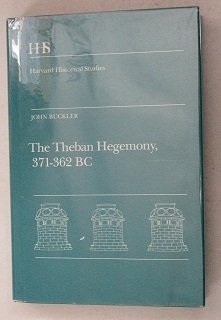 HHS
Harvard Historical Studies
JOHN BUCKLER
The Theban Hegemony,
371-362 BC